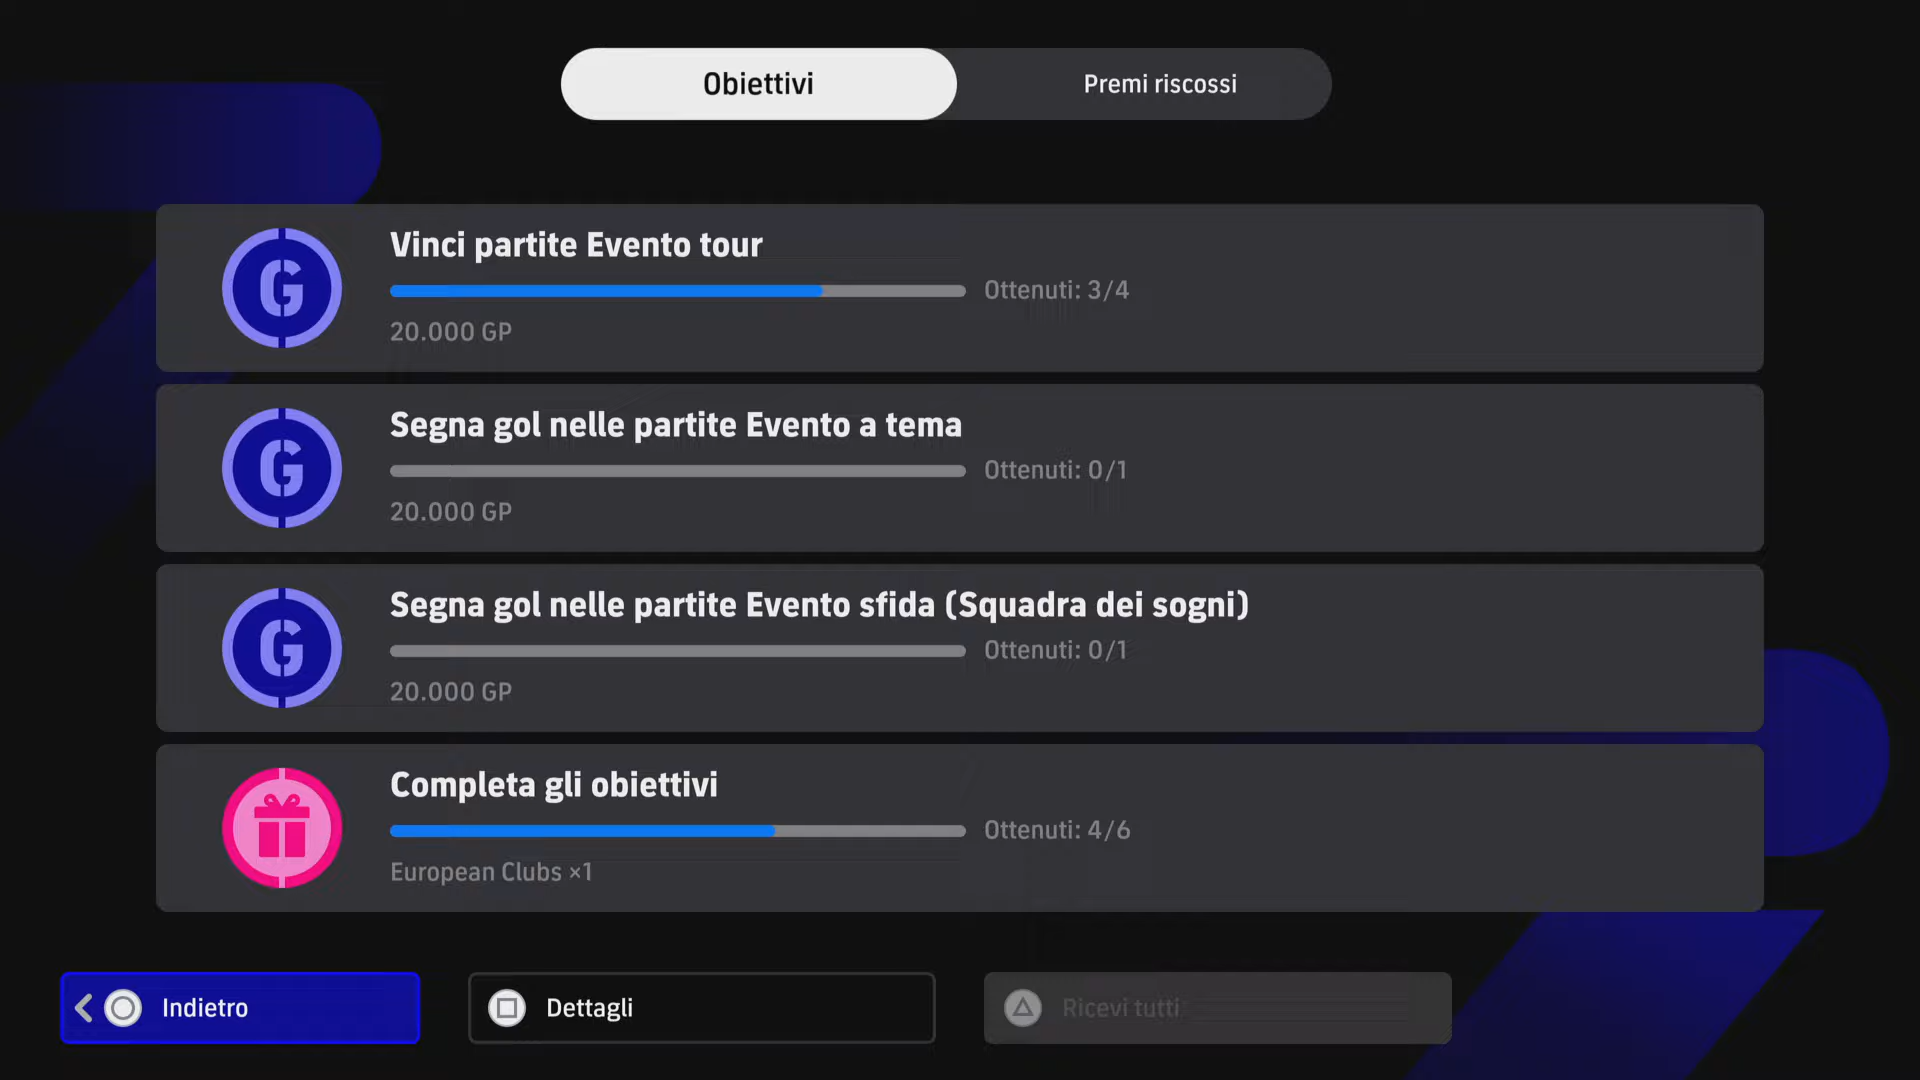 Obiettivi
Premi riscossi
Vinci partite Evento tour
Ottenuti: 3/4
20.000 GP
Segna gol nelle partite Evento a tema
Ottenuti: 0/1
20.000 GP
Segna gol nelle partite Evento sfida (Squadra dei sogni)
Ottenuti: 0/1
20.000 GP
Completa gli obiettivi
Ottenuti: 4/6
European Clubs ×1
Indietro
Dettagli
Ricevi tutti